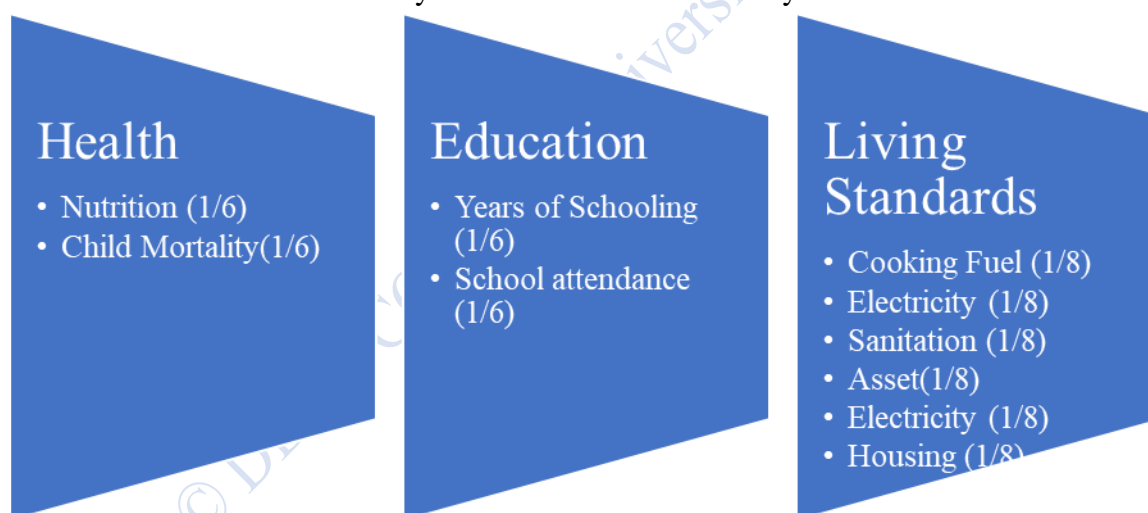 Health
• Nutrition (1/6)
• Child Mortality(1/6)
Education
• Years of Schooling
(1/6)
• School attendance
(1/6)
Living
Standards
• Cooking Fuel (1/8)
• Electricity (1/8)
• Sanitation (1/8)
• Asset(1/8)
• Electricity (1/8)
• Housing (1/8)